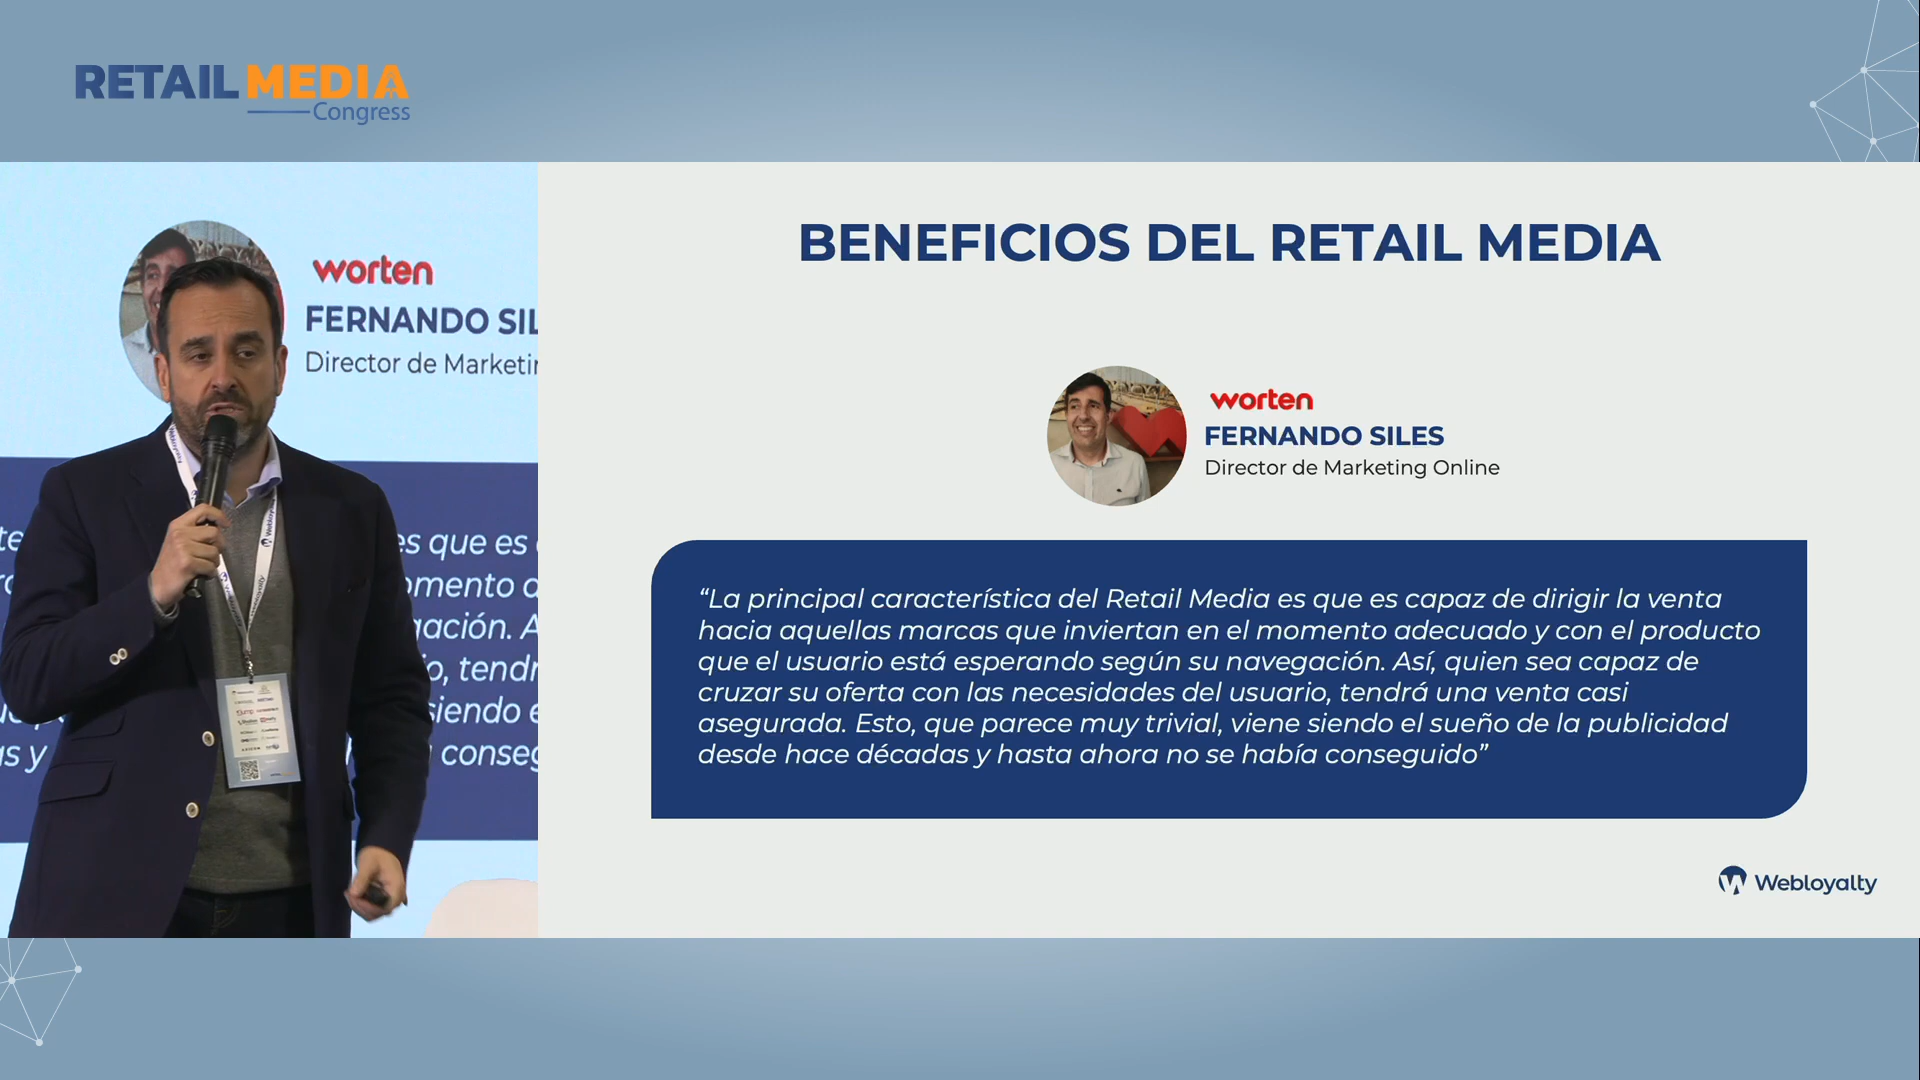 RETAIL MEDIA
Congress
worten
FERNANDO SIL
Director de Marketin
es que es
omento a
gación. A
o, tendr
siendo e
conseg
as y
Webloyalty
BENEFICIOS DEL RETAIL MEDIA
worten
FERNANDO SILES
Director de Marketing Online
“La principal característica del Retail Media es que es capaz de dirigir la venta
hacia aquellas marcas que inviertan en el momento adecuado y con el producto
que el usuario está esperando según su navegación. Así, quien sea capaz de
cruzar su oferta con las necesidades del usuario, tendrá una venta casi
asegurada. Esto, que parece muy trivial, viene siendo el sueño de la publicidad
desde hace décadas y hasta ahora no se había conseguido”
Webloyalty